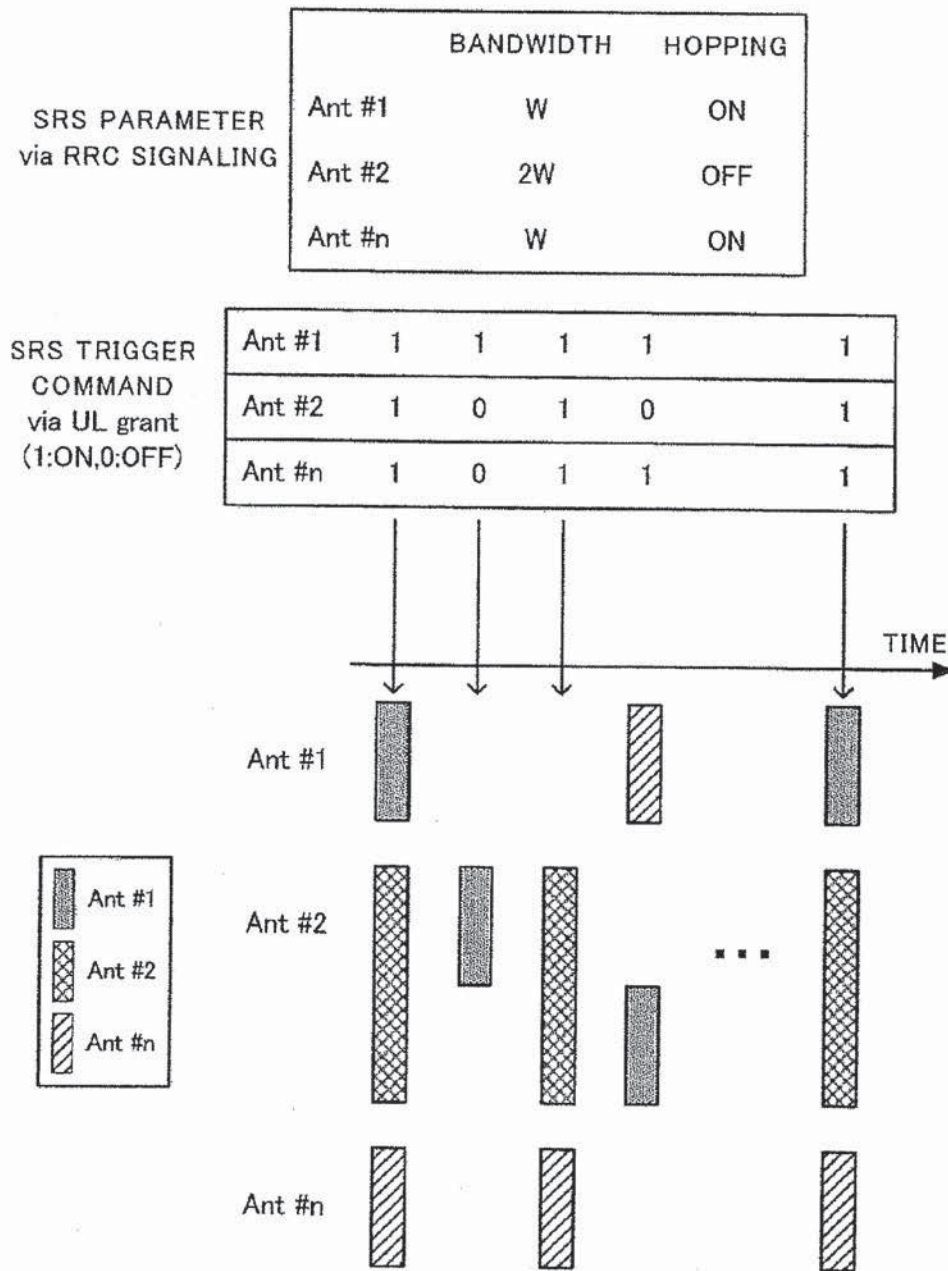 BANDWIDTH HOPPING
Ant #1 W ON
Ant #2 2W OFF
Ant #n W ON
SRS PARAMETER
via RRC SIGNALING
SRS TRIGGER
COMMAND
via UL grant
(1:ON,0:OFF)
Ant #1 1 1 1 1 1
Ant #2 1 0 1 0 1
Ant #n 1 0 1 1 1
TIME
Ant #1
Ant #2
Ant #n
Ant #1
Ant #2
...
Ant #n